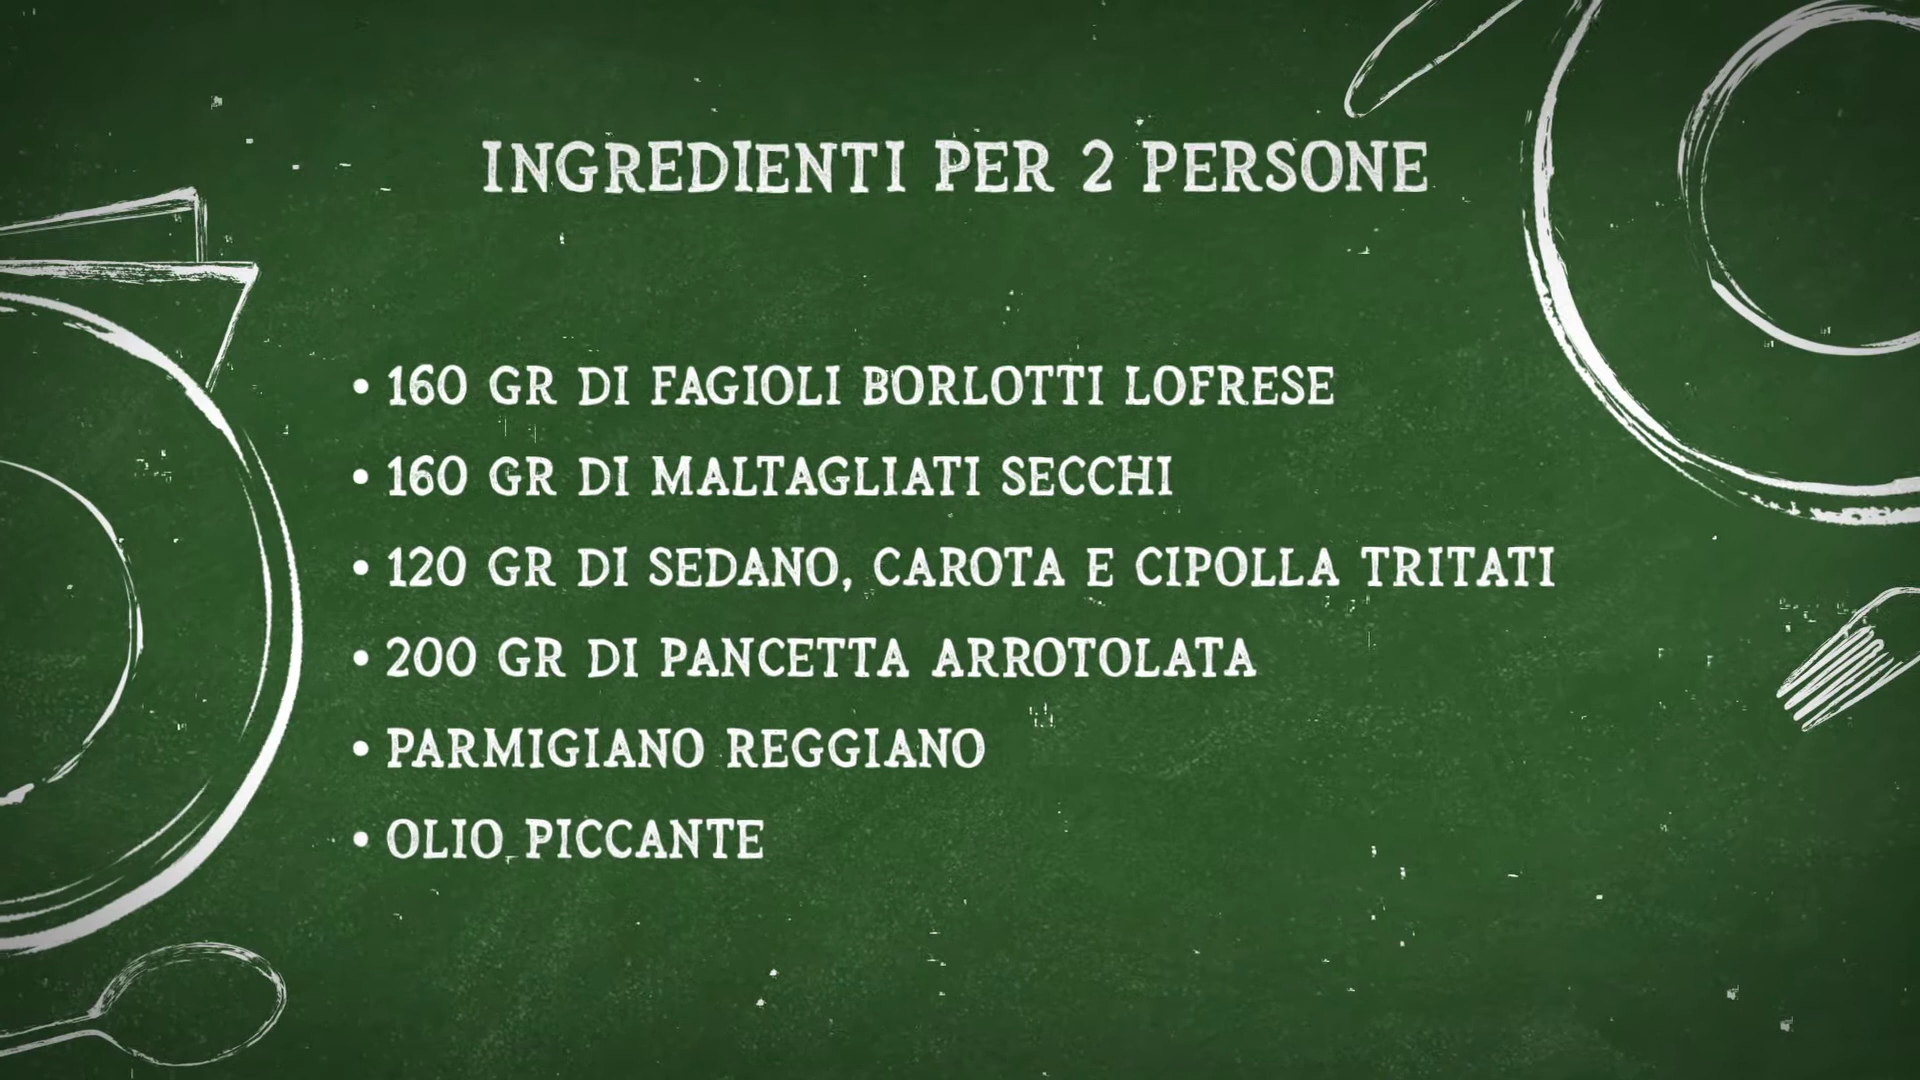 INGREDIENTI PER 2 PERSONE
• 160 GR DI FAGIOLI BORLOTTI LOFRESE
• 160 GR DI MALTAGLIATI SECCHI
• 120 GR DI SEDANO, CAROTA E CIPOLLA TRITATI
• 200 GR DI PANCETTA ARROTOLATA
• PARMIGIANO REGGIANO
• OLIO PICCANTE